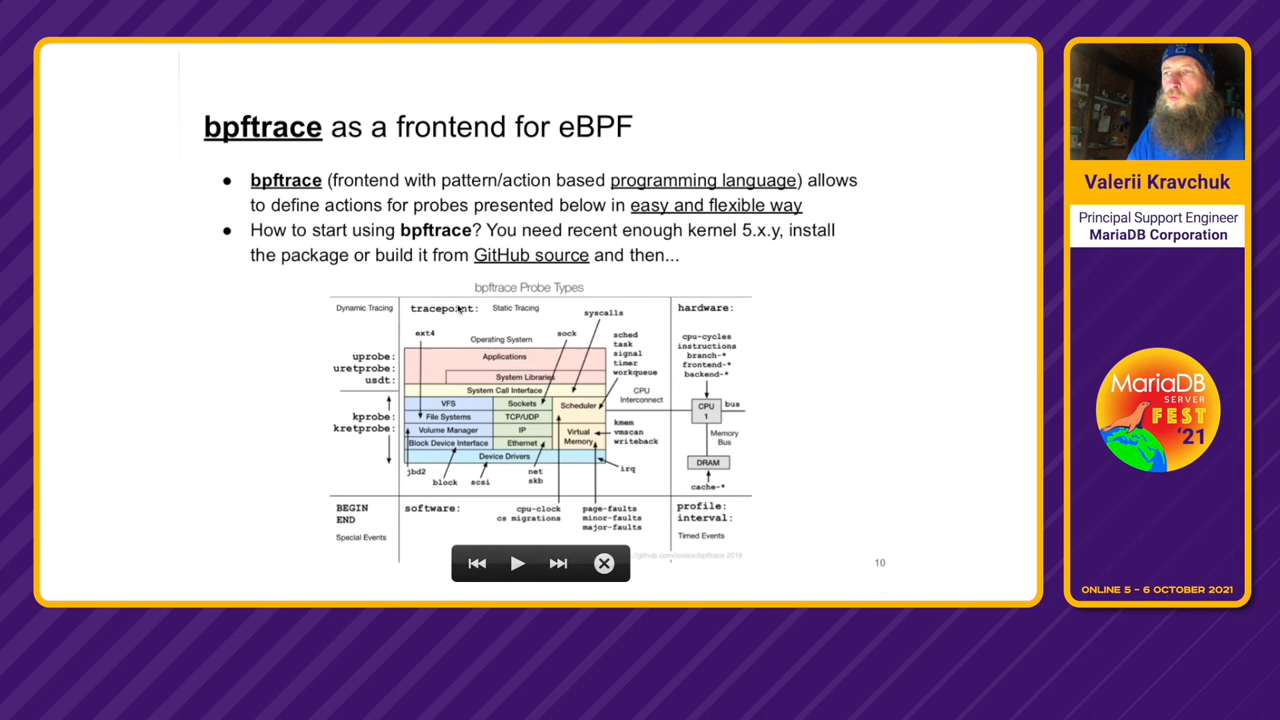 bpftrace as a frontend for eBPF
● bpftrace (frontend with pattern/action based programming language) allows
to define actions for probes presented below in easy and flexible way
● How to start using bpftrace? You need recent enough kernel 5.x.y, install
the package or build it from GitHub source and then...
bpftrace Probe Types
Dynamic Tracing
tracepoint:
Static Tracing
syscalls
hardware:
ext4
sock
Operating System
sched
task
signal
timer
workqueue
cpu-cycles
instructions
branch-*
frontend-*
backend-*
uprobe:
uretprobe:
usdt:
Applications
System Libraries
System Call Interface
CPU
Interconnect
VFS
Sockets
Scheduler
File Systems
TCP/UDP
Volume Manager
IP
Virtual
Memory
Block Device Interface
Ethernet
Device Drivers
kprobe:
kretprobe:
kmem
vmscan
writeback
CPU
1
bus
Memory
Bus
DRAM
cache-*
jbd2
block
scsi
net
skb
irq
BEGIN
END
Special Events
software:
cpu-clock
cs migrations
page-faults
minor-faults
major-faults
profile:
interval:
Timed Events
10
Valerii Kravchuk
Principal Support Engineer
MariaDB Corporation
MariaDB
SERVER
FEST
'21
ONLINE 5 – 6 OCTOBER 2021